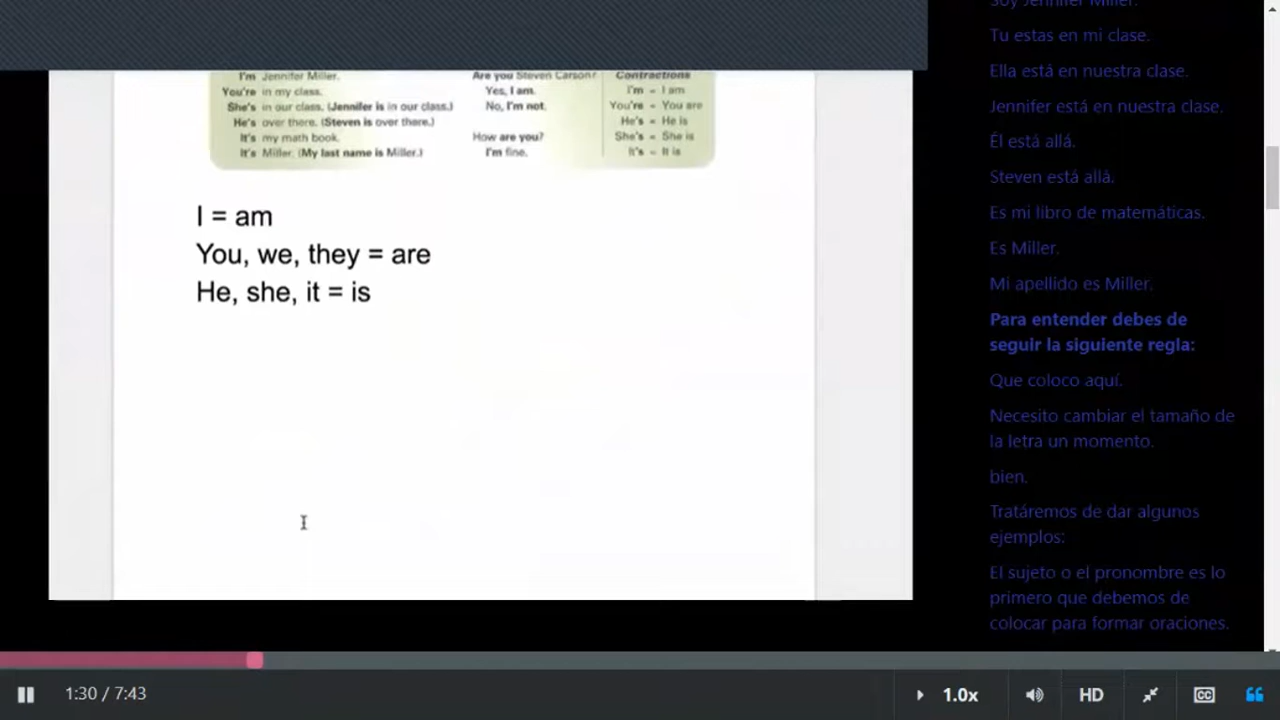 I'm Jennifer Miller.
You're in my class.
She's in our class. (Jennifer is in our class.)
He's over there. (Steven is over there.)
It's my math book.
It's Miller. (My last name is Miller.)
Are you Steven Carson?
Yes, I am.
No, I'm not.
How are you?
I'm fine.
Contractions
I'm = I am
You're = You are
He's = He is
She's = She is
It's = It is
I = am
You, we, they = are
He, she, it = is
Soy Jennifer Miller.
Tu estas en mi clase.
Ella está en nuestra clase.
Jennifer está en nuestra clase.
Él está allá.
Steven está allá.
Es mi libro de matemáticas.
Es Miller.
Mi apellido es Miller.
Para entender debes de
seguir la siguiente regla:
Que coloco aquí.
Necesito cambiar el tamaño de
la letra un momento.
bien.
Tratáremos de dar algunos
ejemplos:
El sujeto o el pronombre es lo
primero que debemos de
colocar para formar oraciones.
1:30 / 7:43
1.0x
HD
CC